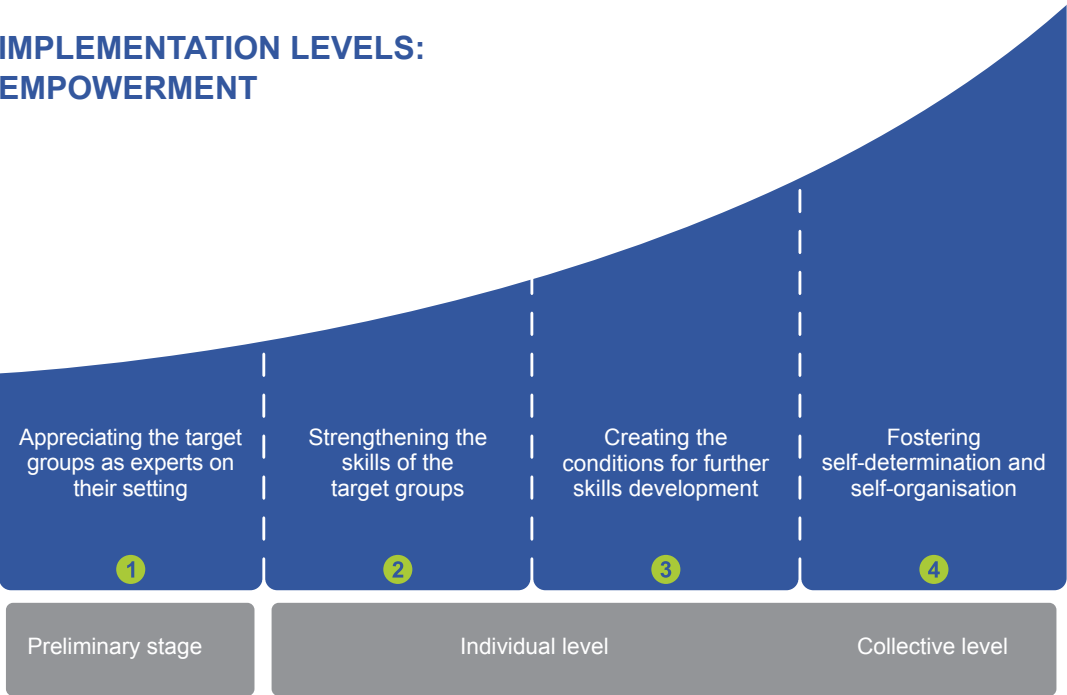 IMPLEMENTATION LEVELS:
EMPOWERMENT
Appreciating the target
groups as experts on
their setting
1
Strengthening the
skills of the
target groups
2
Creating the
conditions for further
skills development
3
Fostering
self-determination and
self-organisation
4
Preliminary stage
Individual level
Collective level